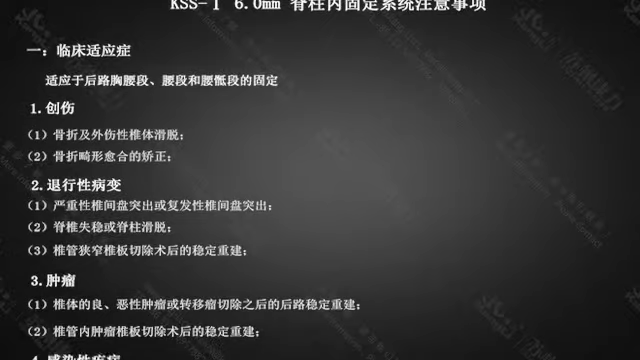 KSS-Ⅰ 6.0mm 脊柱内固定系统注意事项
一：临床适应症
适应于后路胸腰段、腰段和腰骶段的固定
1.创伤
（1）骨折及外伤性椎体滑脱；
（2）骨折畸形愈合的矫正；
2.退行性病变
（1）严重性椎间盘突出或复发性椎间盘突出；
（2）脊椎失稳或脊柱滑脱；
（3）椎管狭窄椎板切除术后的稳定重建；
3.肿瘤
（1）椎体的良、恶性肿瘤或转移瘤切除之后的后路稳定重建；
（2）椎管内肿瘤椎板切除术后的稳定重建；
4.感染性疾病